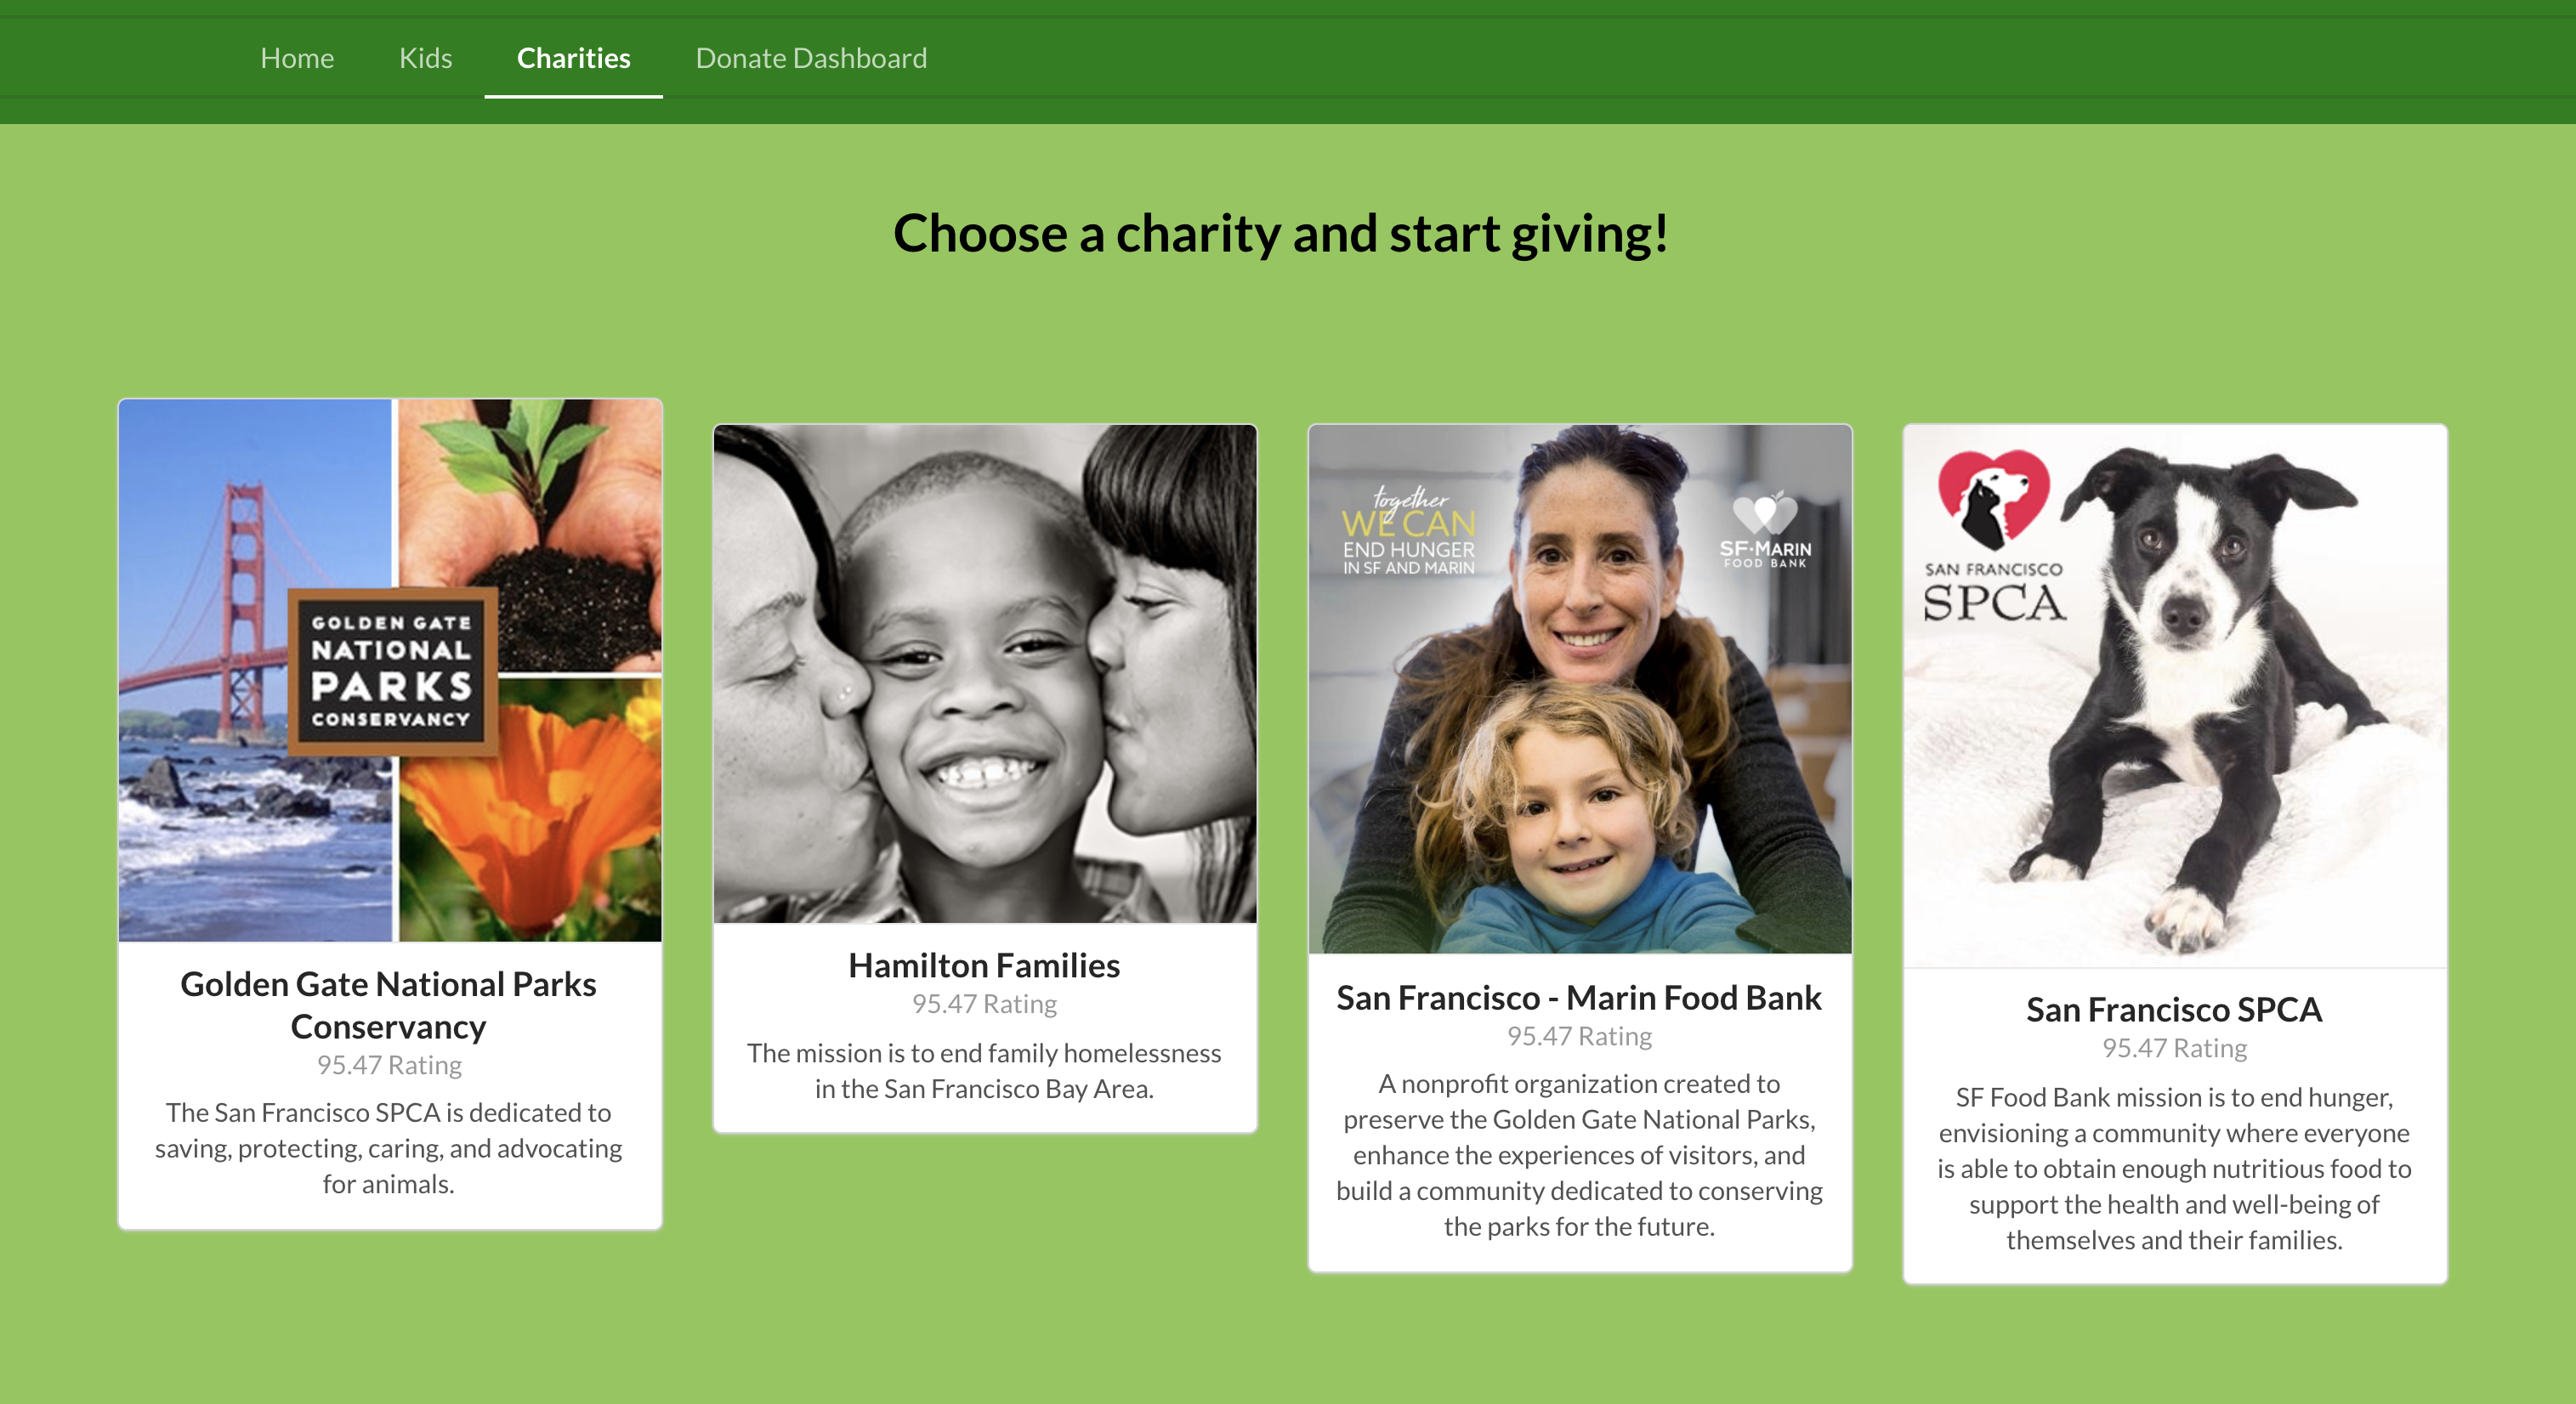 Home Kids Charities Donate Dashboard
Choose a charity and start giving!
GOLDEN GATE
NATIONAL
PARKS
CONSERVANCY
Golden Gate National Parks
Conservancy
95.47 Rating
The San Francisco SPCA is dedicated to
saving, protecting, caring, and advocating
for animals.
Hamilton Families
95.47 Rating
The mission is to end family homelessness
in the San Francisco Bay Area.
together
WE CAN
END HUNGER
IN SF AND MARIN
SF·MARIN
FOOD BANK
San Francisco - Marin Food Bank
95.47 Rating
A nonprofit organization created to
preserve the Golden Gate National Parks,
enhance the experiences of visitors, and
build a community dedicated to conserving
the parks for the future.
SAN FRANCISCO
SPCA
San Francisco SPCA
95.47 Rating
SF Food Bank mission is to end hunger,
envisioning a community where everyone
is able to obtain enough nutritious food to
support the health and well-being of
themselves and their families.